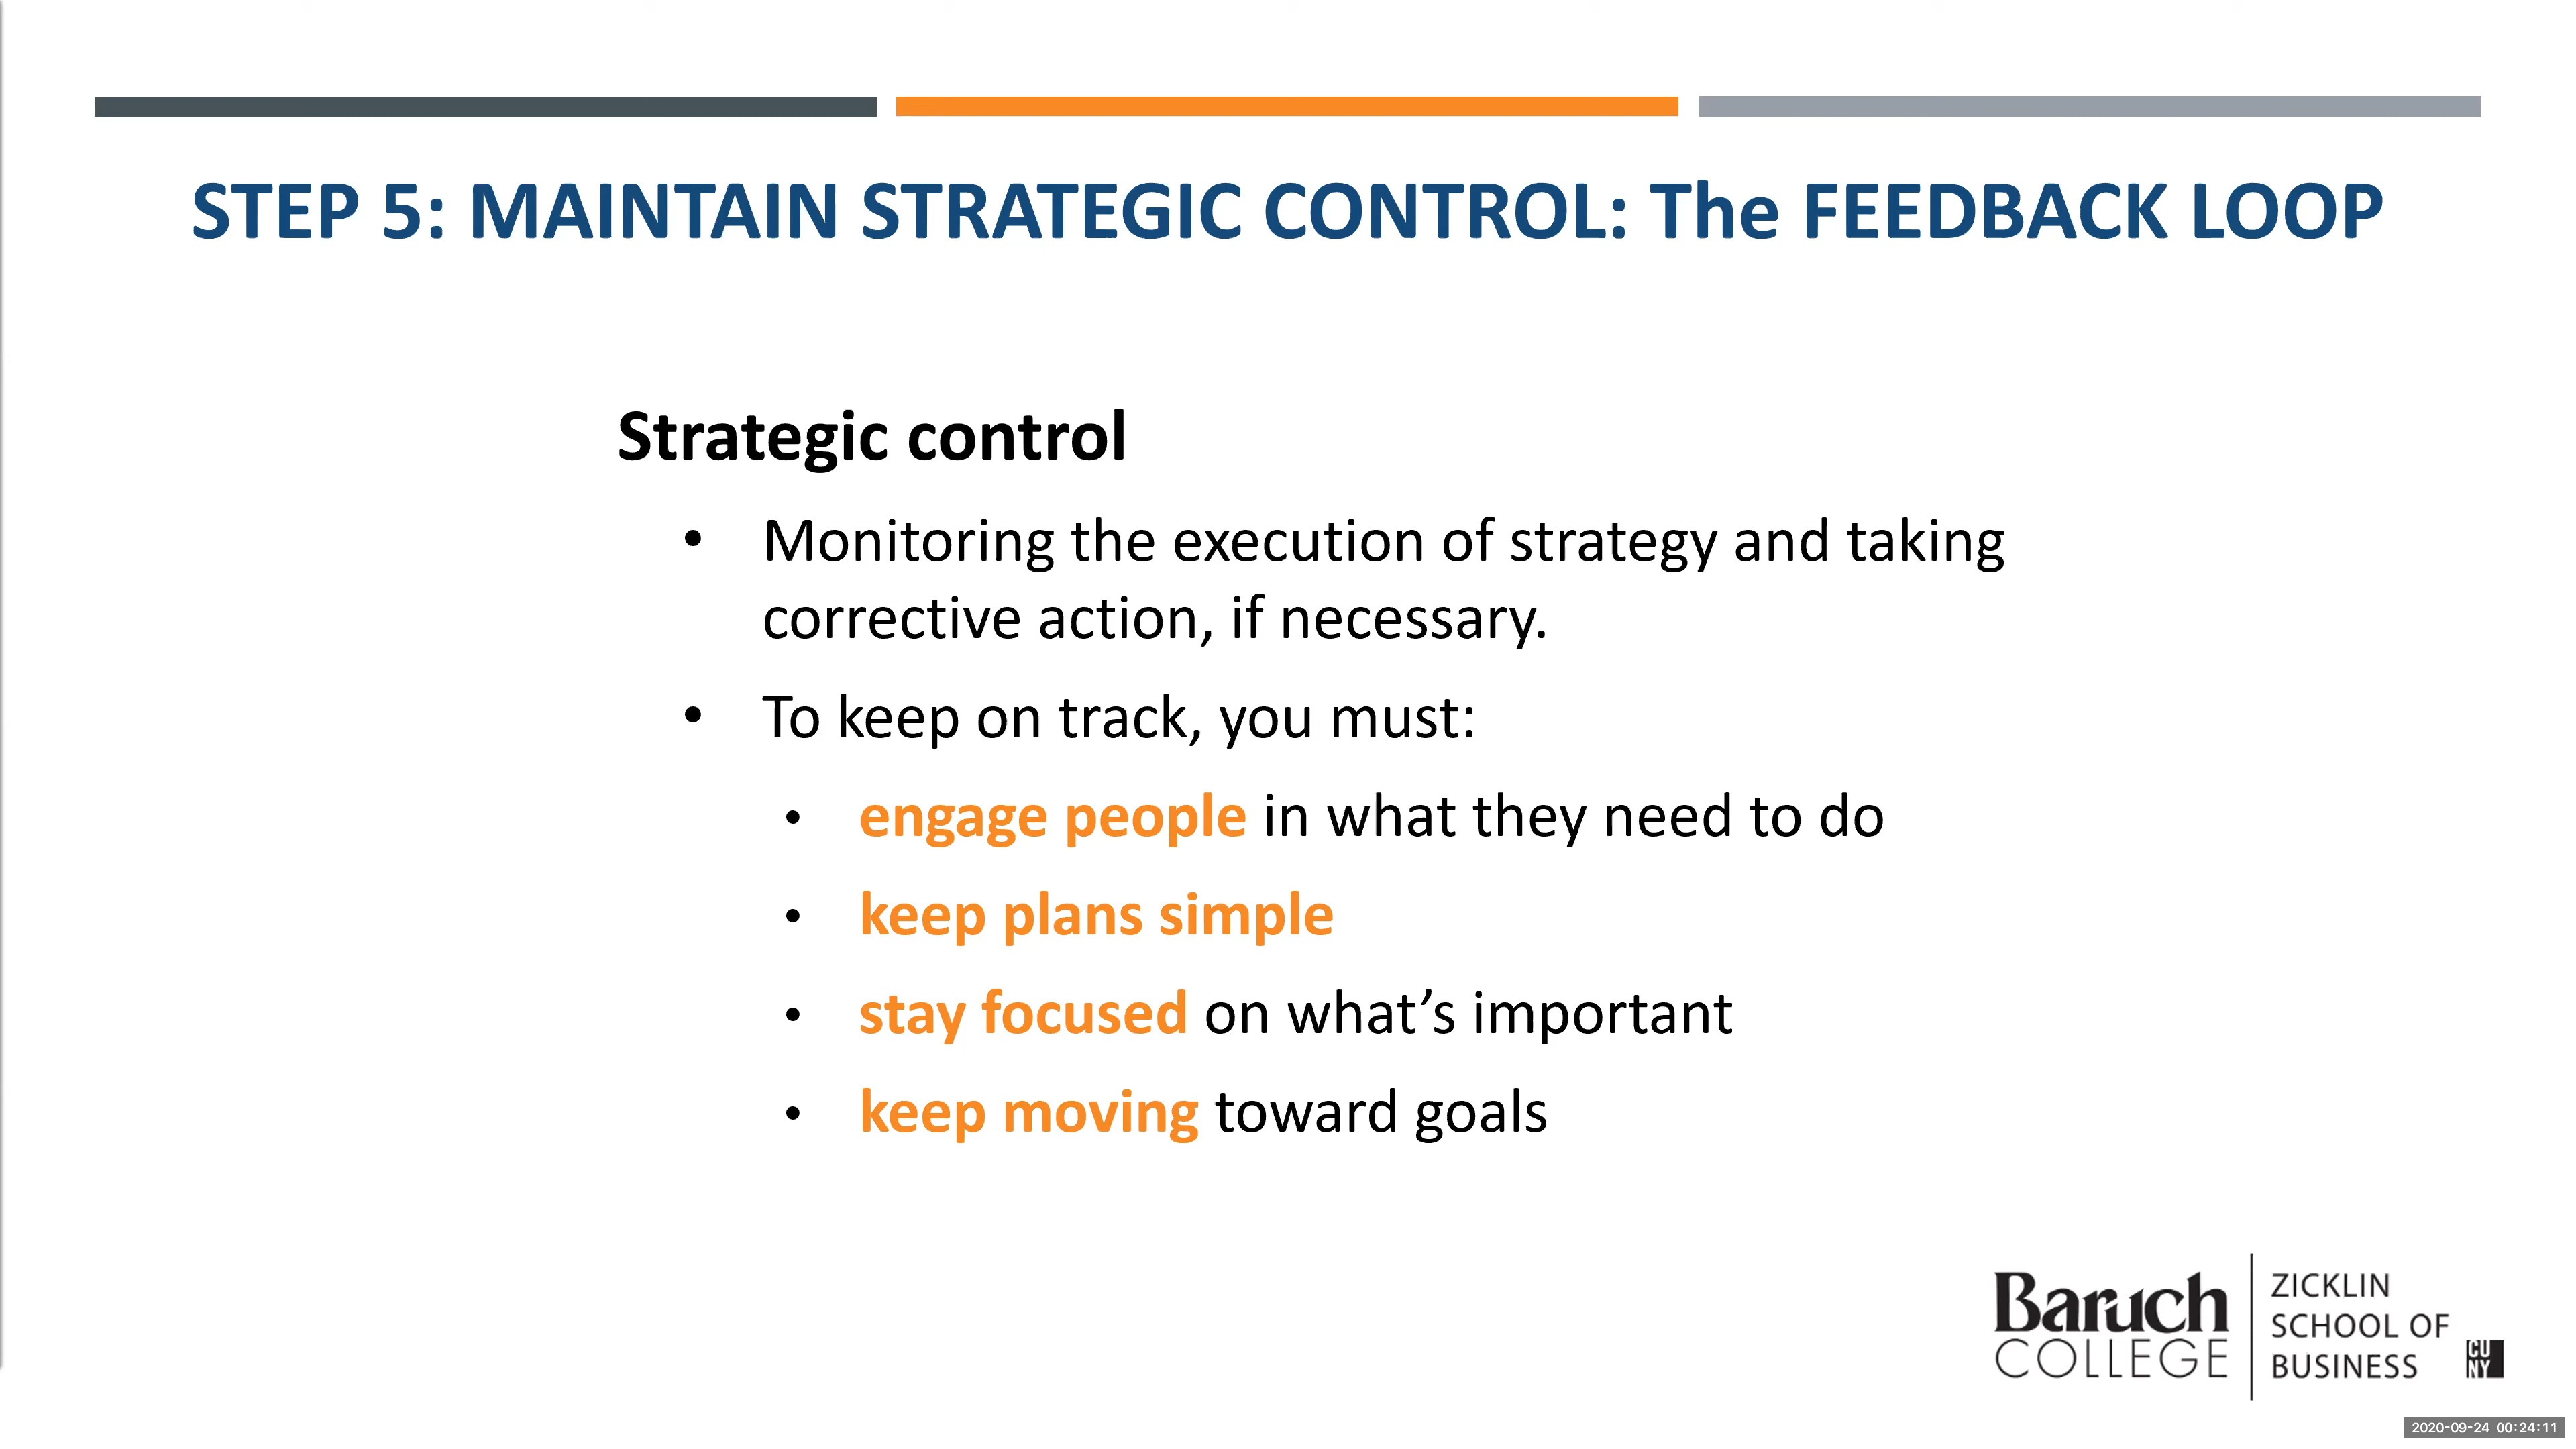 STEP 5: MAINTAIN STRATEGIC CONTROL: The FEEDBACK LOOP
Strategic control
• Monitoring the execution of strategy and taking
corrective action, if necessary.
• To keep on track, you must:
• engage people in what they need to do
• keep plans simple
• stay focused on what’s important
• keep moving toward goals
Baruch
COLLEGE
ZICKLIN
SCHOOL OF
BUSINESS
CU
NY
2020-09-24 00:24:11